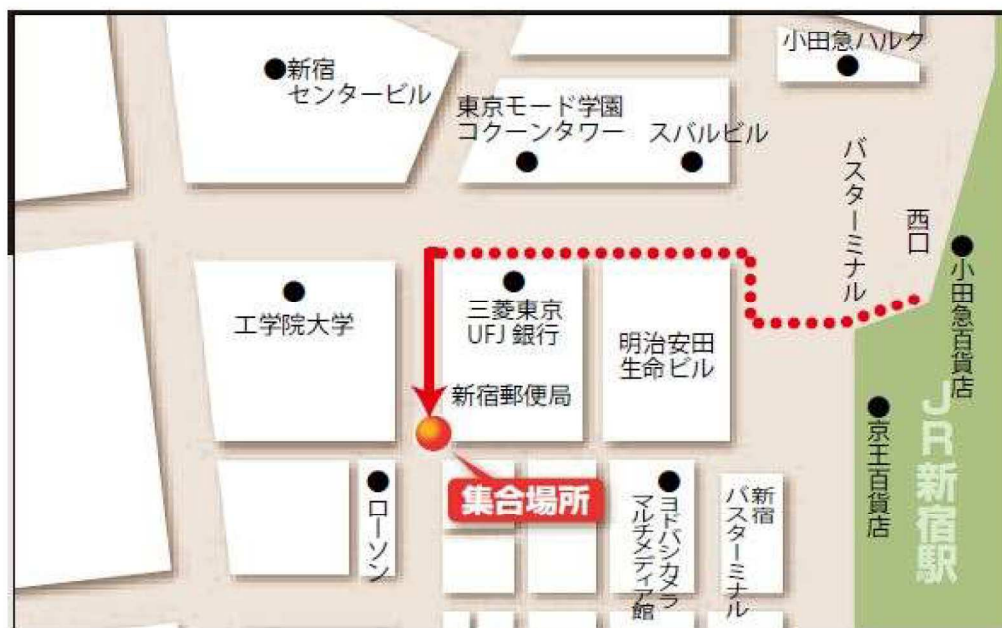 小田急ハルク
新宿
センタービル
東京モード学園
コクーンタワー
スバルビル
バスターミナル
西口
小田急百貨店
工学院大学
三菱東京
UFJ 銀行
明治安田
生命ビル
新宿郵便局
JR新宿駅
京王百貨店
集合場所
ローソン
ヨドバシカメラ
マルチメディア館
新宿
バスターミナル